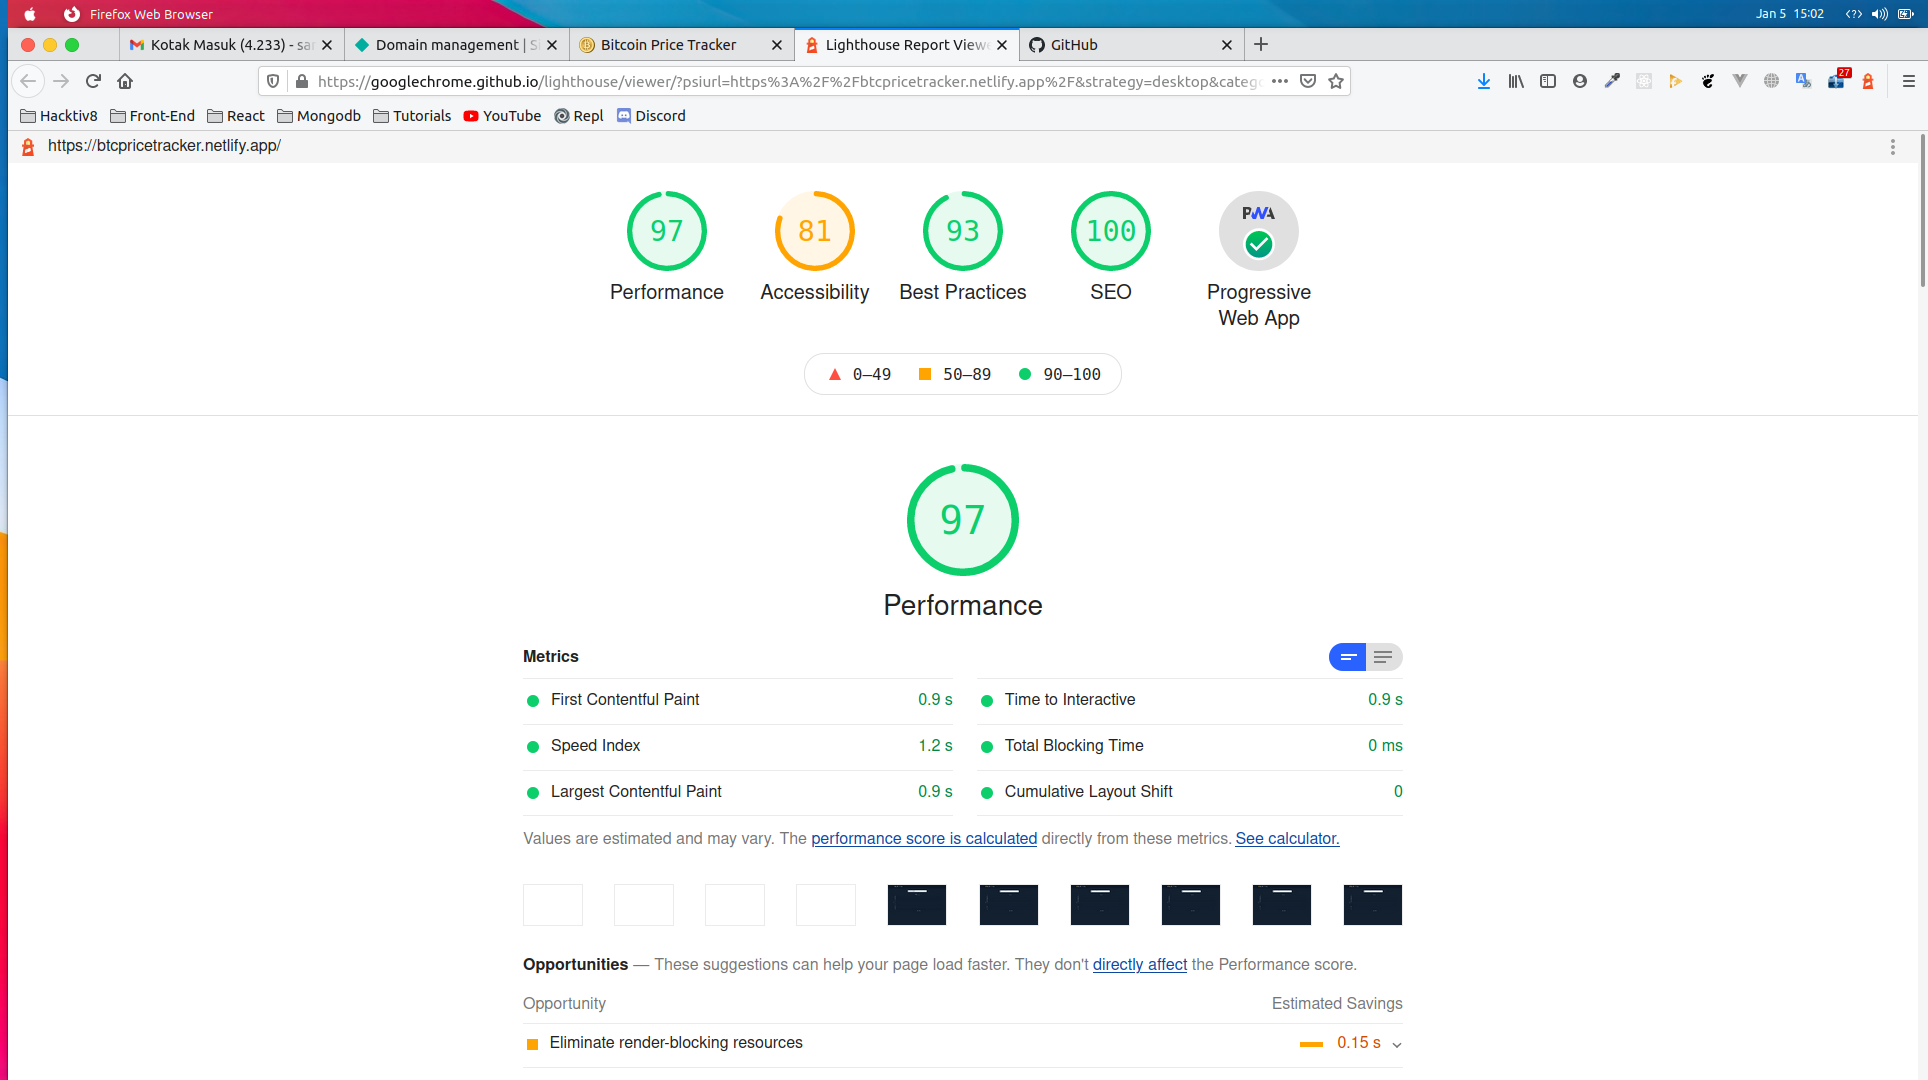 Firefox Web Browser
Jan 5 15:02
Kotak Masuk (4.233) - sar
Domain management | S
Bitcoin Price Tracker
Lighthouse Report Viewe
GitHub
https://googlechrome.github.io/lighthouse/viewer/?psiurl=https%3A%2F%2Fbtcpricetracker.netlify.app%2F&strategy=desktop&catego
27
Hacktiv8 Front-End React Mongodb Tutorials YouTube Repl Discord
https://btcpricetracker.netlify.app/
97 81 93 100 PWA
Performance Accessibility Best Practices SEO Progressive
Web App
0–49 50–89 90–100
97
Performance
Metrics
First Contentful Paint 0.9 s Time to Interactive 0.9 s
Speed Index 1.2 s Total Blocking Time 0 ms
Largest Contentful Paint 0.9 s Cumulative Layout Shift 0
Values are estimated and may vary. The performance score is calculated directly from these metrics. See calculator.
Opportunities — These suggestions can help your page load faster. They don't directly affect the Performance score.
Opportunity Estimated Savings
Eliminate render-blocking resources 0.15 s